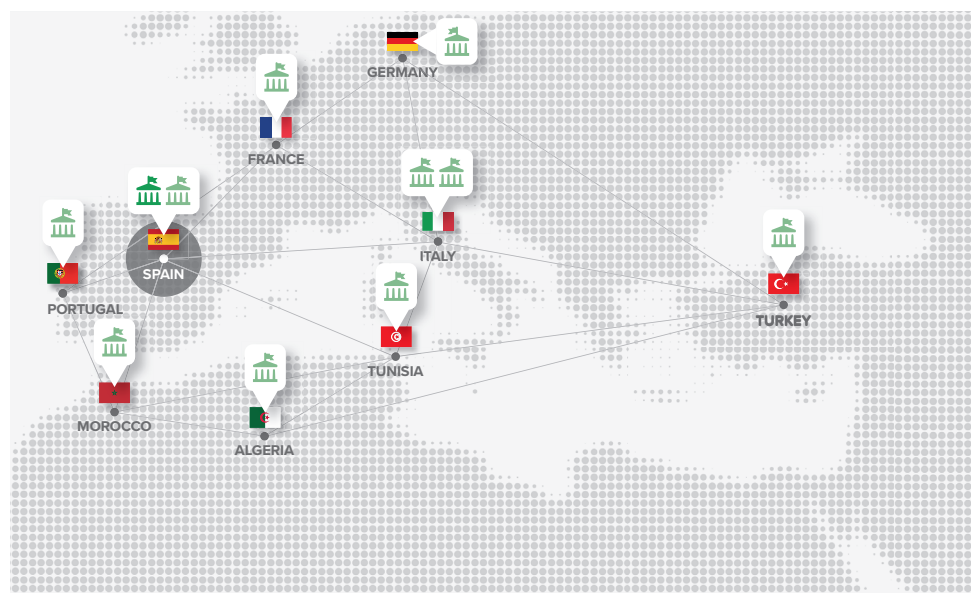 GERMANY
FRANCE
ITALY
SPAIN
PORTUGAL
TURKEY
TUNISIA
MOROCCO
ALGERIA